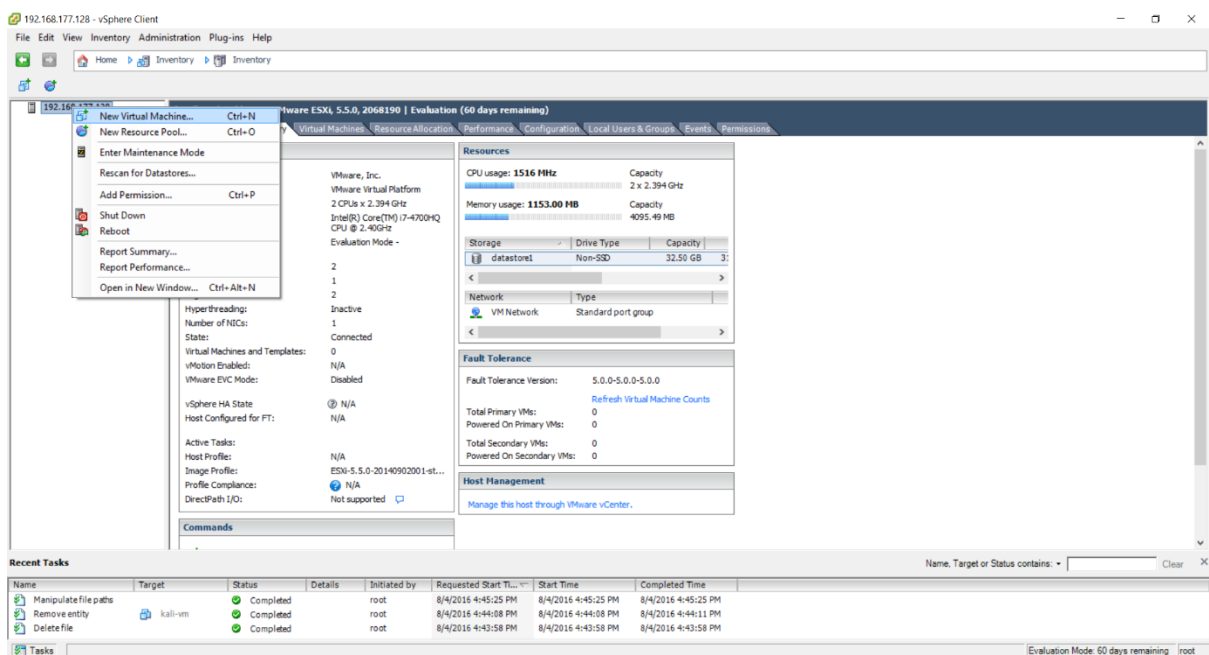 192.168.177.128 - vSphere Client
File Edit View Inventory Administration Plug-ins Help
Home Inventory Inventory
New Virtual Machine... Ctrl+N
New Resource Pool... Ctrl+O
Enter Maintenance Mode
Rescan for Datastores...
Add Permission... Ctrl+P
Shut Down
Reboot
Report Summary...
Report Performance...
Open in New Window... Ctrl+Alt+N
ESXi, 5.5.0, 2068190 | Evaluation (60 days remaining)
Virtual Machines Resource Allocation Performance Configuration Local Users & Groups Events Permissions
VMware, Inc.
VMware Virtual Platform
2 CPUs x 2.394 GHz
Intel(R) Core(TM) i7-4700HQ
CPU @ 2.40GHz
Evaluation Mode -
2
1
2
Hyperthreading: Inactive
Number of NICs: 1
State: Connected
Virtual Machines and Templates: 0
vMotion Enabled: N/A
VMware EVC Mode: Disabled
vSphere HA State N/A
Host Configured for FT: N/A
Active Tasks:
Host Profile: N/A
Image Profile: ESXi-5.5.0-20140902001-st...
Profile Compliance: N/A
DirectPath I/O: Not supported
Commands
Resources
CPU usage: 1516 MHz Capacity
2 x 2.394 GHz
Memory usage: 1153.00 MB Capacity
4095.49 MB
Storage Drive Type Capacity
datastore1 Non-SSD 32.50 GB 3:
Network Type
VM Network Standard port group
Fault Tolerance
Fault Tolerance Version: 5.0.0-5.0.0-5.0.0
Refresh Virtual Machine Counts
Total Primary VMs: 0
Powered On Primary VMs: 0
Total Secondary VMs: 0
Powered On Secondary VMs: 0
Host Management
Manage this host through VMware vCenter.
Recent Tasks
Name, Target or Status contains: Clear
Name Target Status Details Initiated by Requested Start Ti... Start Time Completed Time
Manipulate file paths Completed root 8/4/2016 4:45:25 PM 8/4/2016 4:45:25 PM 8/4/2016 4:45:25 PM
Remove entity kali-vm Completed root 8/4/2016 4:44:08 PM 8/4/2016 4:44:08 PM 8/4/2016 4:44:11 PM
Delete file Completed root 8/4/2016 4:43:58 PM 8/4/2016 4:43:58 PM 8/4/2016 4:43:58 PM
Tasks Evaluation Mode: 60 days remaining root